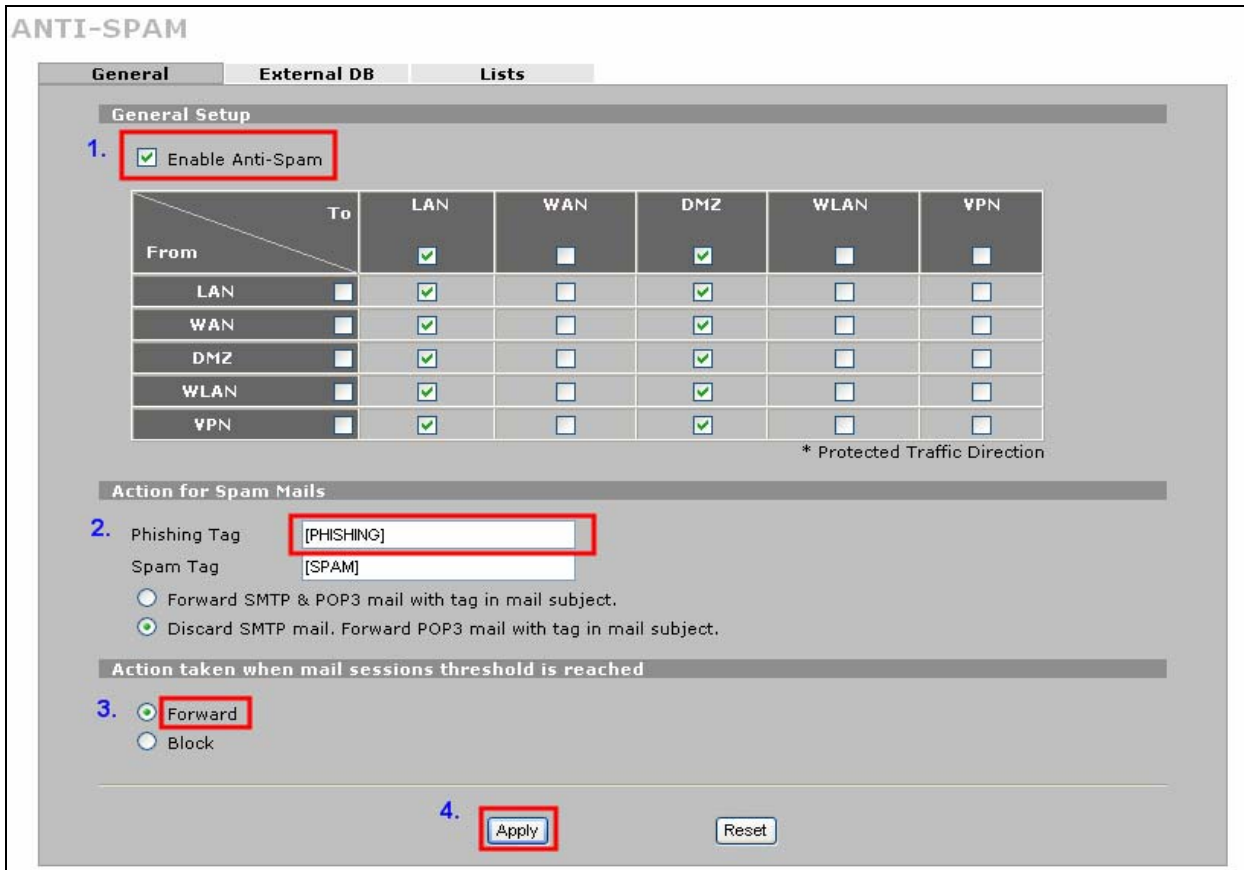 ANTI-SPAM
General External DB Lists
General Setup
1. Enable Anti-Spam
To LAN WAN DMZ WLAN VPN
From
LAN
WAN
DMZ
WLAN
VPN
* Protected Traffic Direction
Action for Spam Mails
2. Phishing Tag [PHISHING]
Spam Tag [SPAM]
Forward SMTP & POP3 mail with tag in mail subject.
Discard SMTP mail. Forward POP3 mail with tag in mail subject.
Action taken when mail sessions threshold is reached
3. Forward
Block
4. Apply Reset